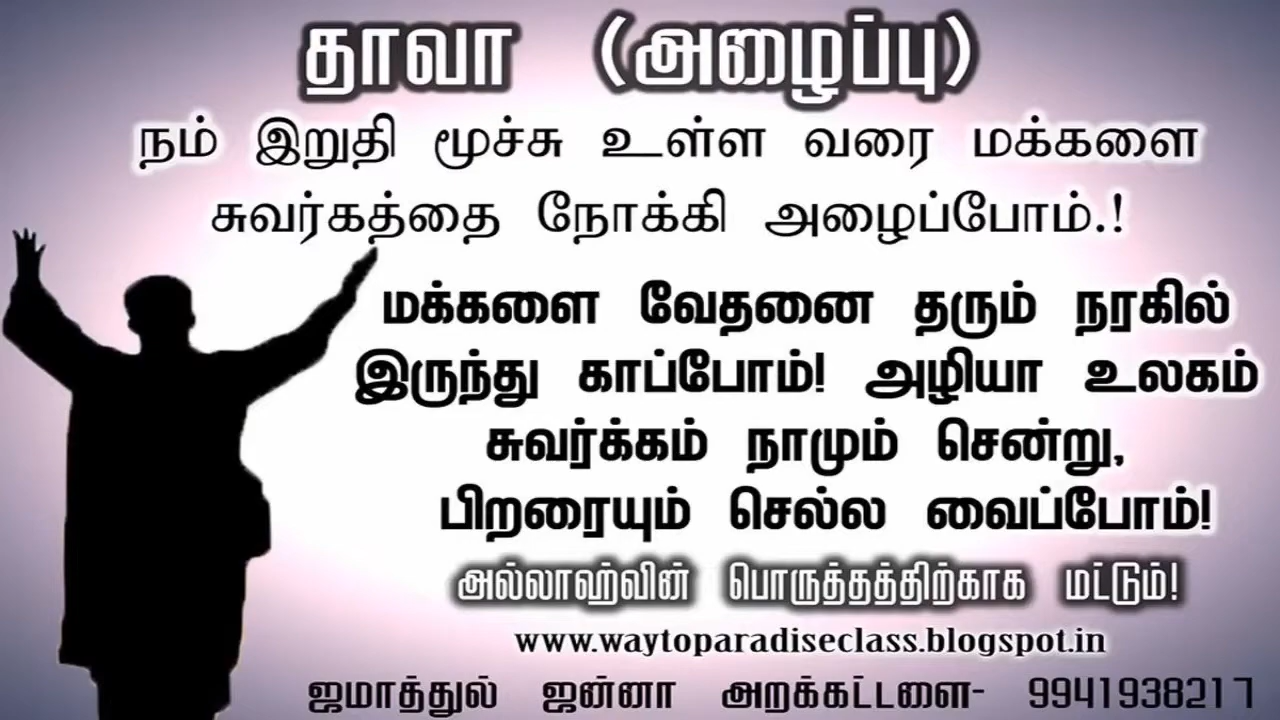 தாவா (அழைப்பு)
நம் இறுதி மூச்சு உள்ள வரை மக்களை
சுவர்கத்தை நோக்கி அழைப்போம்.!
மக்களை வேதனை தரும் நரகில்
இருந்து காப்போம்! அழியா உலகம்
சுவர்க்கம் நாமும் சென்று,
பிறரையும் செல்ல வைப்போம்!
அல்லாஹ்வின் பொருத்தத்திற்காக மட்டும்!
www.waytoparadiseclass.blogspot.in
ஜமாத்துல் ஜன்னா அறக்கட்டளை- 9941938217